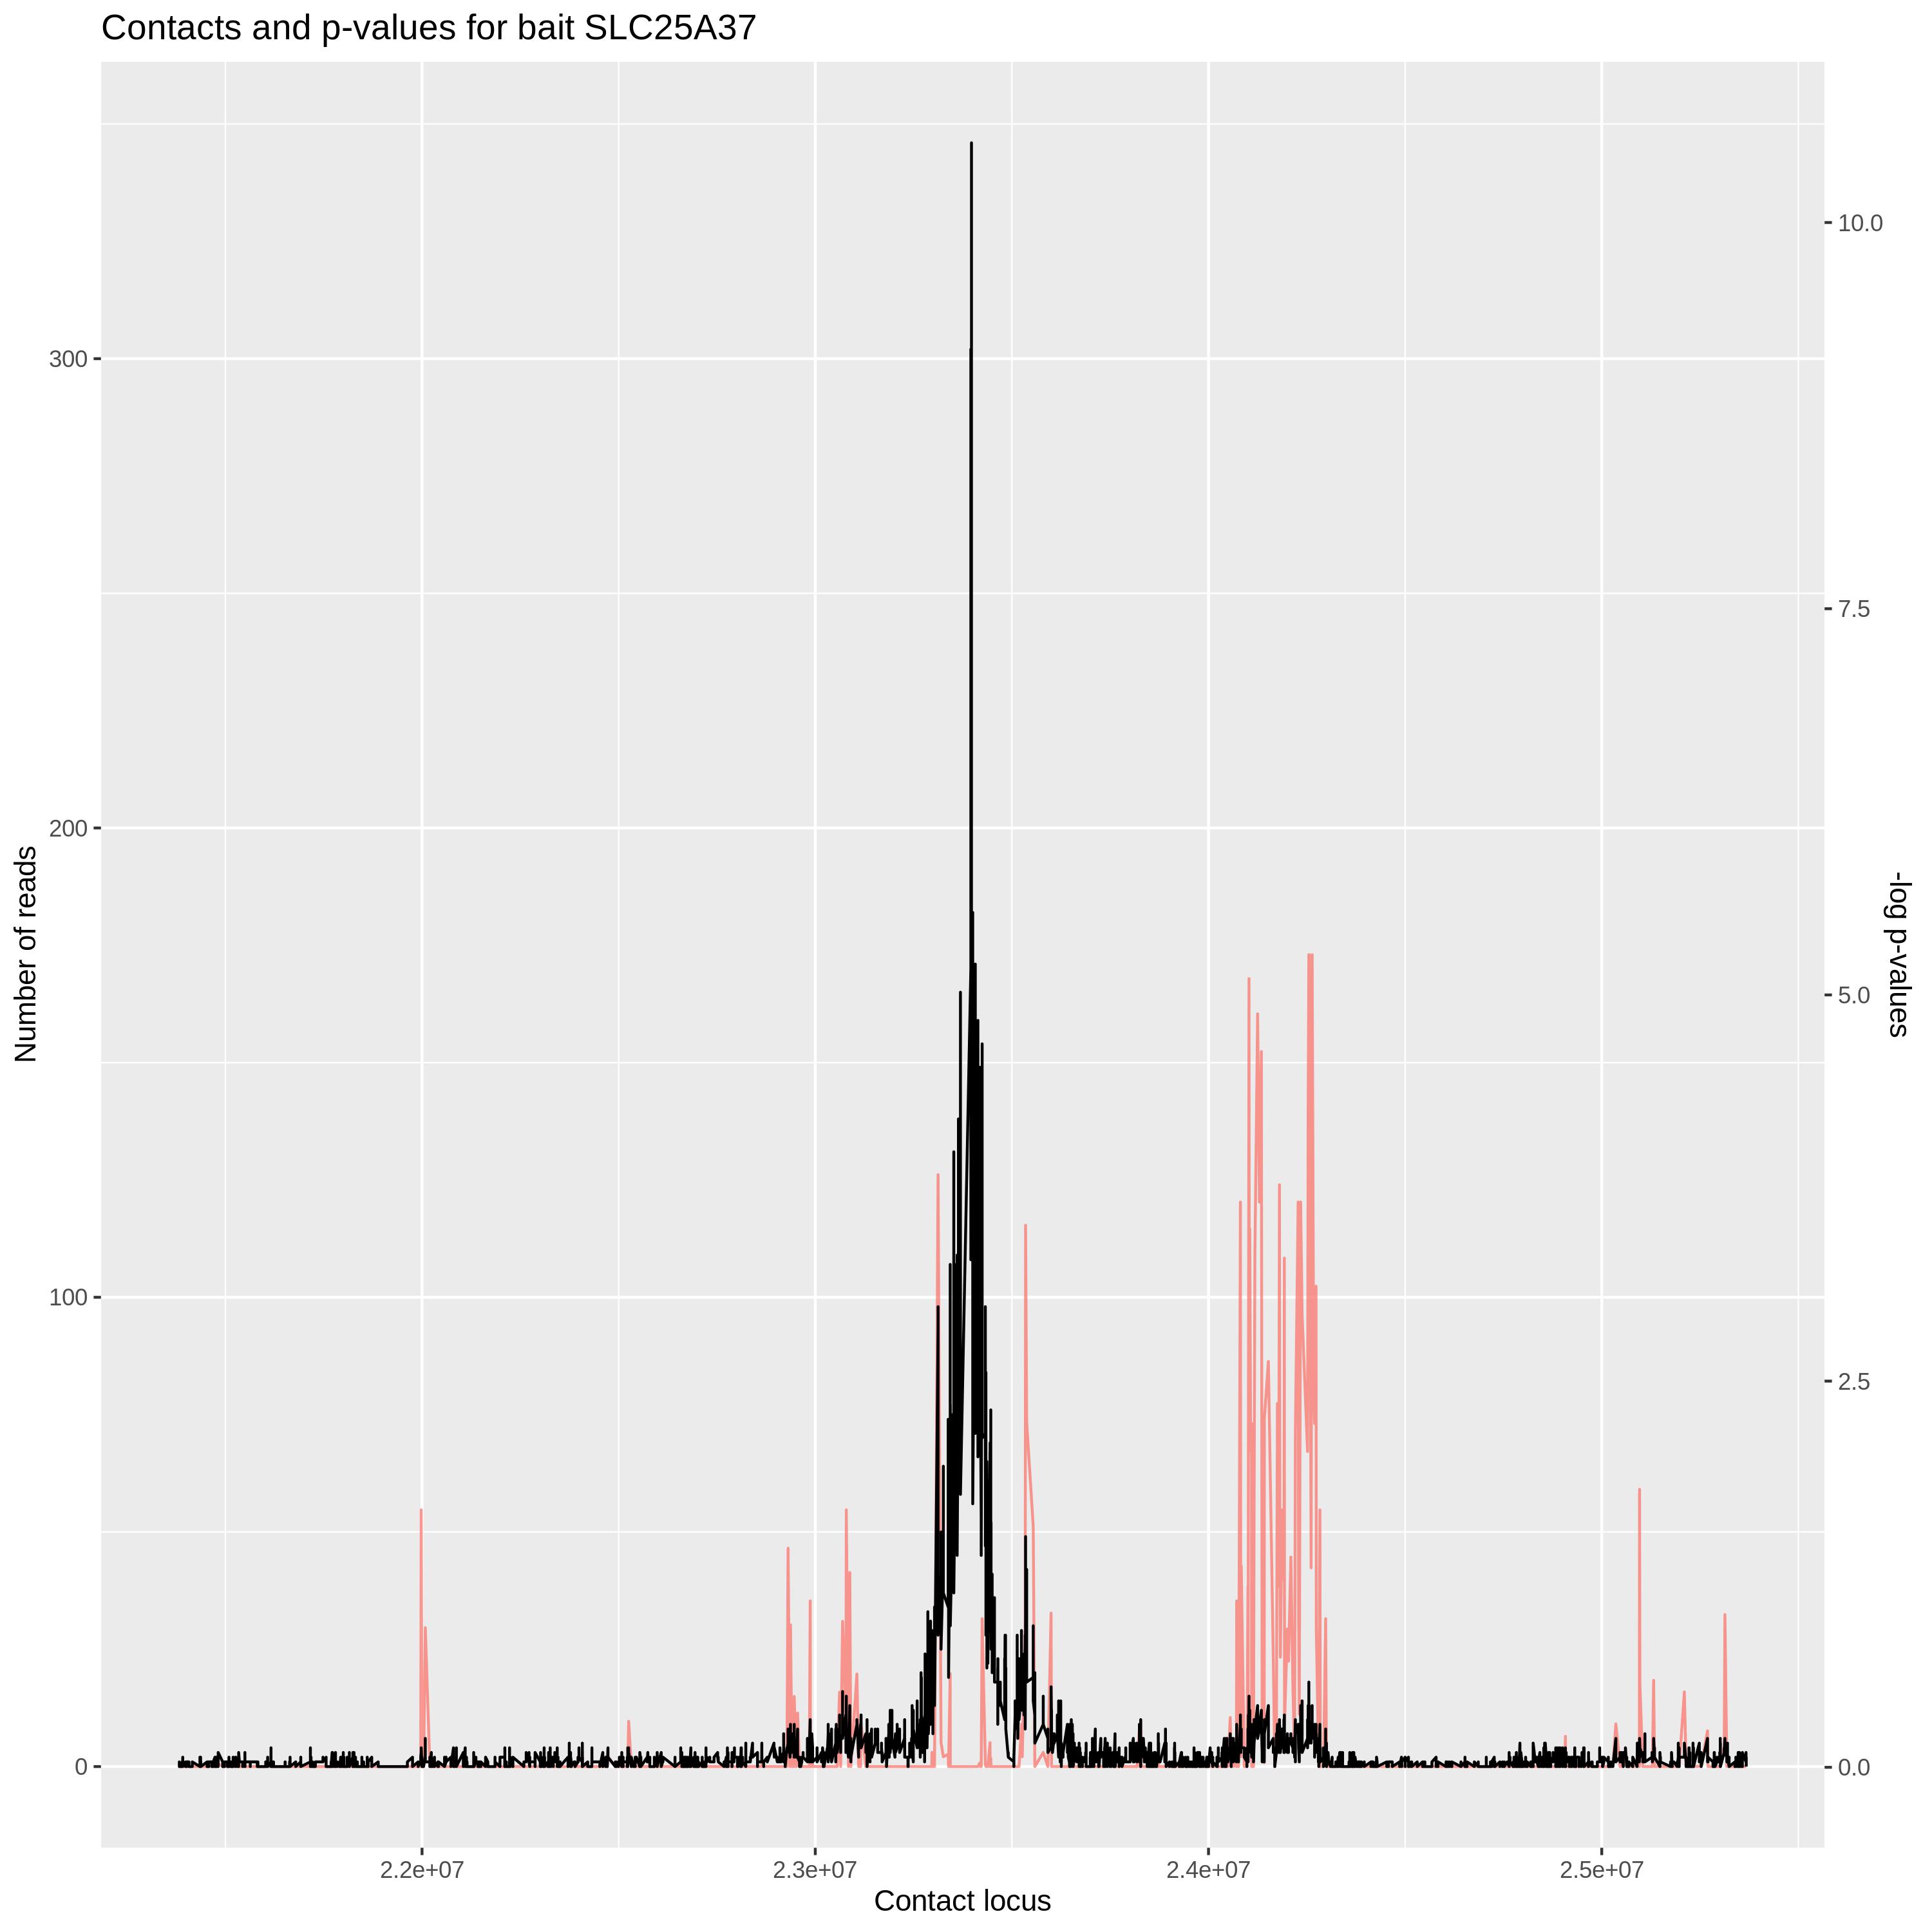 Contacts and p-values for bait SLC25A37
300
200
100
0
10.0
7.5
5.0
2.5
0.0
Number of reads
-log p-values
2.2e+07 2.3e+07 2.4e+07 2.5e+07
Contact locus